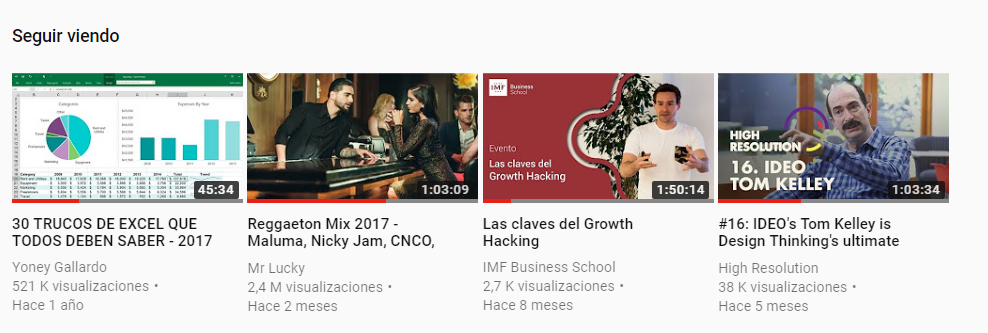 Seguir viendo
Categories
Expenses By Year
45:34
30 TRUCOS DE EXCEL QUE
TODOS DEBEN SABER - 2017
Yoney Gallardo
521 K visualizaciones •
Hace 1 año
1:03:09
Reggaeton Mix 2017 -
Maluma, Nicky Jam, CNCO,
Mr Lucky
2,4 M visualizaciones •
Hace 2 meses
IMF Business
School
Evento
Las claves del
Growth Hacking
1:50:14
Las claves del Growth
Hacking
IMF Business School
2,7 K visualizaciones •
Hace 8 meses
HIGH
RESOLUTION
16. IDEO
TOM KELLEY
1:03:34
#16: IDEO's Tom Kelley is
Design Thinking's ultimate
High Resolution
38 K visualizaciones •
Hace 5 meses